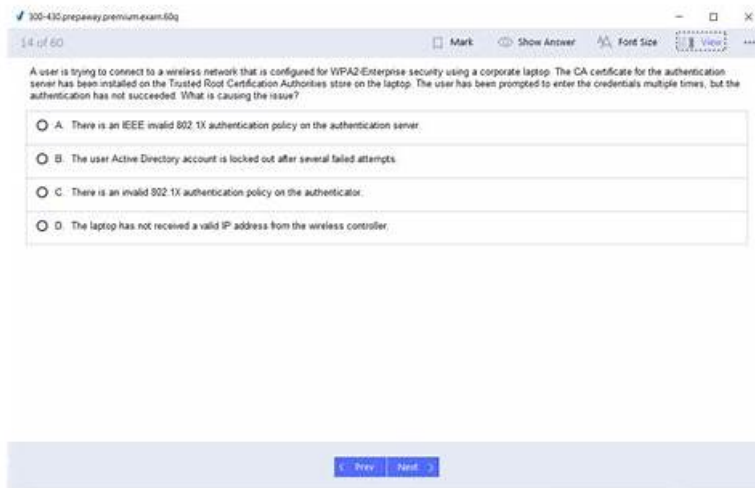 300-430.prepaway.premium.exam.60q
14 of 60
Mark
Show Answer
Font Size
View
A user is trying to connect to a wireless network that is configured for WPA2-Enterprise security using a corporate laptop. The CA certificate for the authentication
server has been installed on the Trusted Root Certification Authorities store on the laptop. The user has been prompted to enter the credentials multiple times, but the
authentication has not succeeded. What is causing the issue?
A. There is an IEEE invalid 802.1X authentication policy on the authentication server.
B. The user Active Directory account is locked out after several failed attempts.
C. There is an invalid 802.1X authentication policy on the authenticator.
D. The laptop has not received a valid IP address from the wireless controller.
Prev
Next